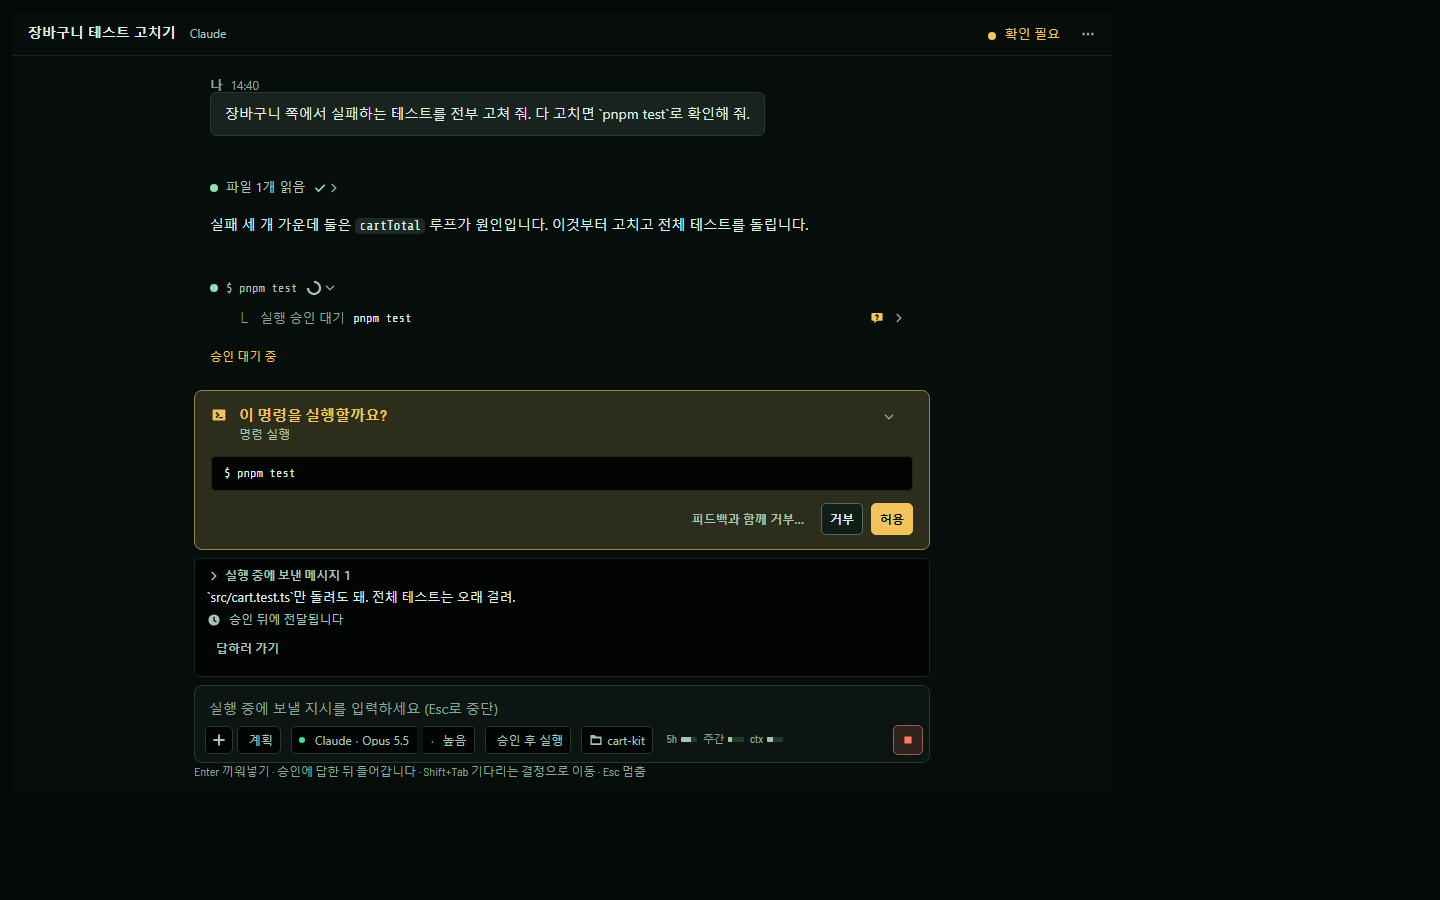 장바구니 테스트 고치기 Claude
확인 필요 ···
나 14:40
장바구니 쪽에서 실패하는 테스트를 전부 고쳐 줘. 다 고치면 `pnpm test`로 확인해 줘.
파일 1개 읽음
실패 세 개 가운데 둘은 cartTotal 루프가 원인입니다. 이것부터 고치고 전체 테스트를 돌립니다.
$ pnpm test
실행 승인 대기 pnpm test
승인 대기 중
이 명령을 실행할까요?
명령 실행
$ pnpm test
피드백과 함께 거부... 거부 허용
실행 중에 보낸 메시지 1
`src/cart.test.ts`만 돌려도 돼. 전체 테스트는 오래 걸려.
승인 뒤에 전달됩니다
답하러 가기
실행 중에 보낼 지시를 입력하세요 (Esc로 중단)
계획 Claude · Opus 5.5 · 높음 승인 후 실행 cart-kit 5h 주간 ctx
Enter 끼워넣기 · 승인에 답한 뒤 들어갑니다 · Shift+Tab 기다리는 결정으로 이동 · Esc 멈춤